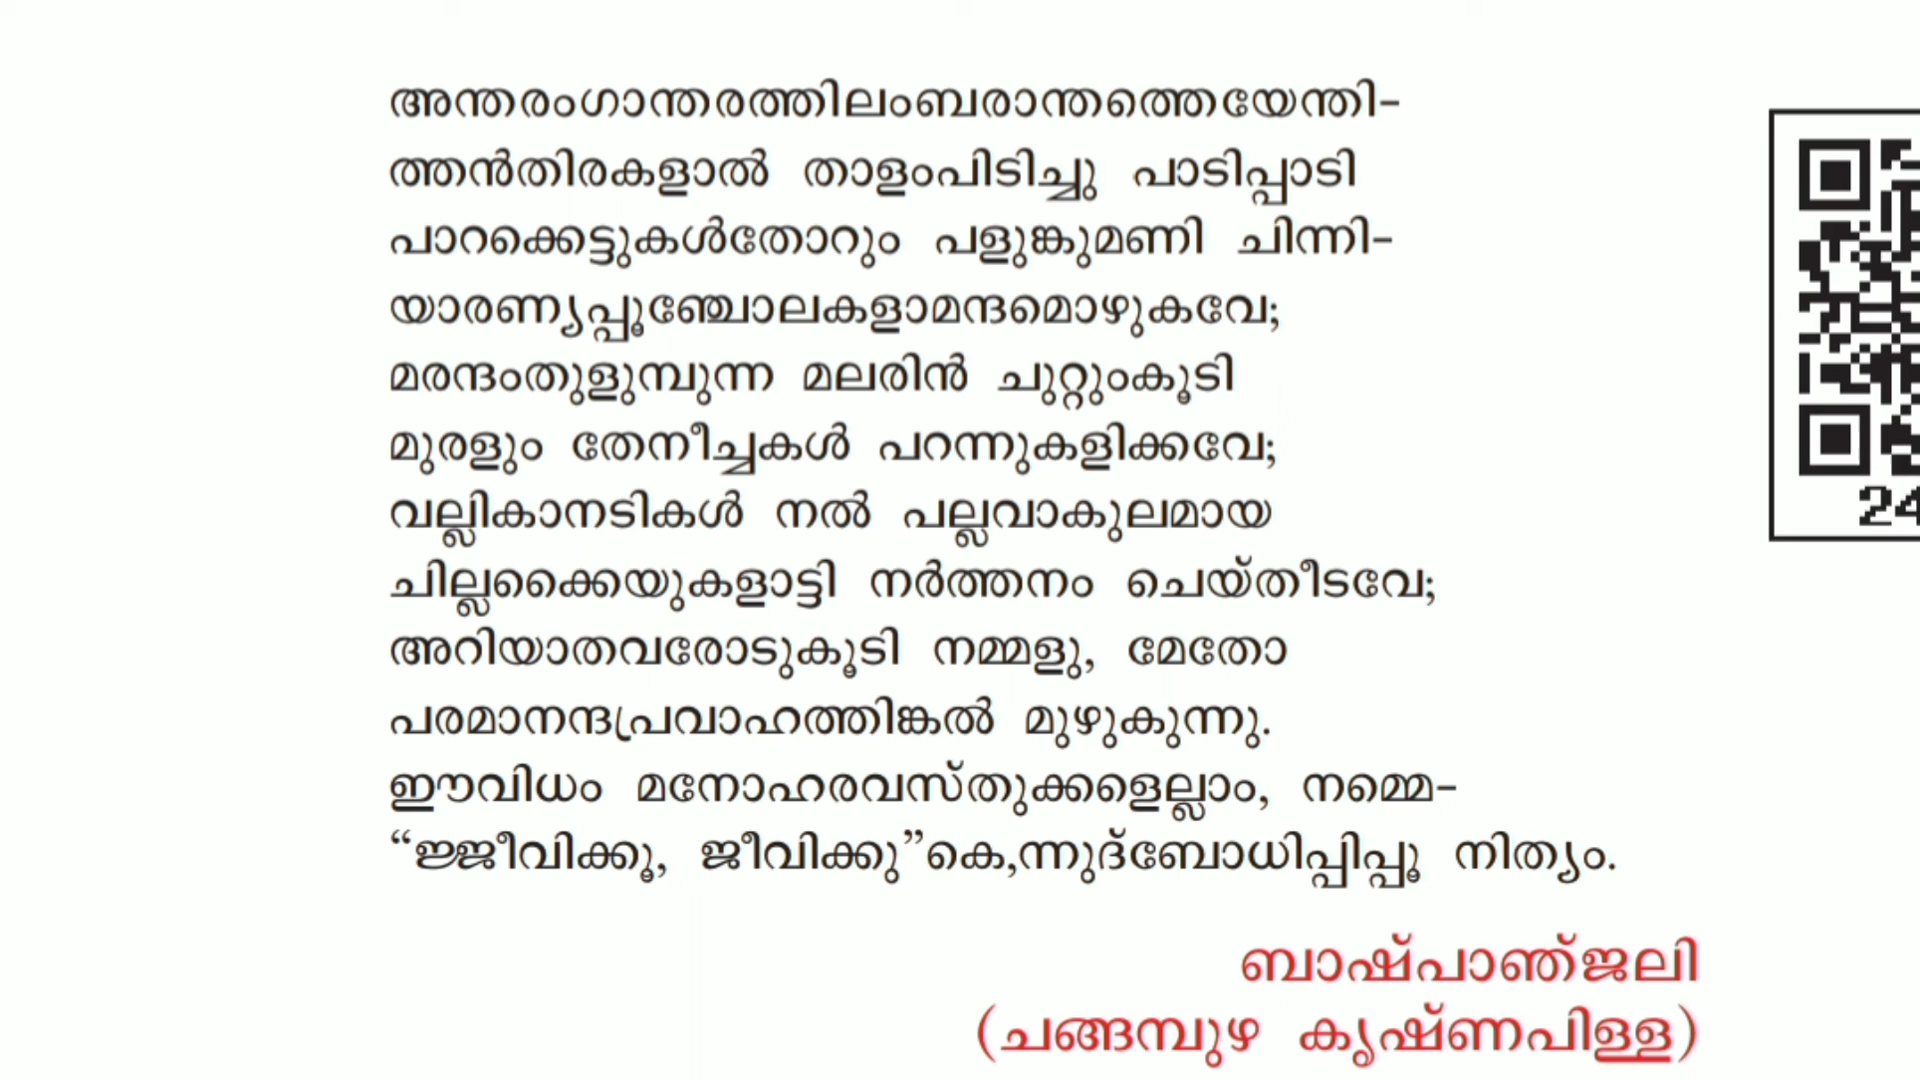 അന്തരംഗാന്തരത്തിലംബരാന്തത്തെയേന്തി-
ത്തൻതിരകളാൽ താളംപിടിച്ചു പാടിപ്പാടി
പാറക്കെട്ടുകൾതോറും പളുങ്കുമണി ചിന്നി-
യാരണ്യപ്പൂഞ്ചോലകളാമന്ദമൊഴുകവേ;
മരന്ദംതുളുമ്പുന്ന മലരിൻ ചുറ്റുംകൂടി
മുരളും തേനീച്ചകൾ പറന്നുകളിക്കവേ;
വല്ലികാനടികൾ നൽ പല്ലവാകുലമായ
ചില്ലക്കൈയുകളാട്ടി നർത്തനം ചെയ്തീടവേ;
അറിയാതവരോടുകൂടി നമ്മളു, മേതോ
പരമാനന്ദപ്രവാഹത്തിങ്കൽ മുഴുകുന്നു.
ഈവിധം മനോഹരവസ്തുക്കളെല്ലാം, നമ്മെ-
“ജ്ജീവിക്കൂ, ജീവിക്കു”കെ,ന്നുദ്ബോധിപ്പിപ്പൂ നിത്യം.
ബാഷ്പാഞ്ജലി
(ചങ്ങമ്പുഴ കൃഷ്ണപിള്ള)